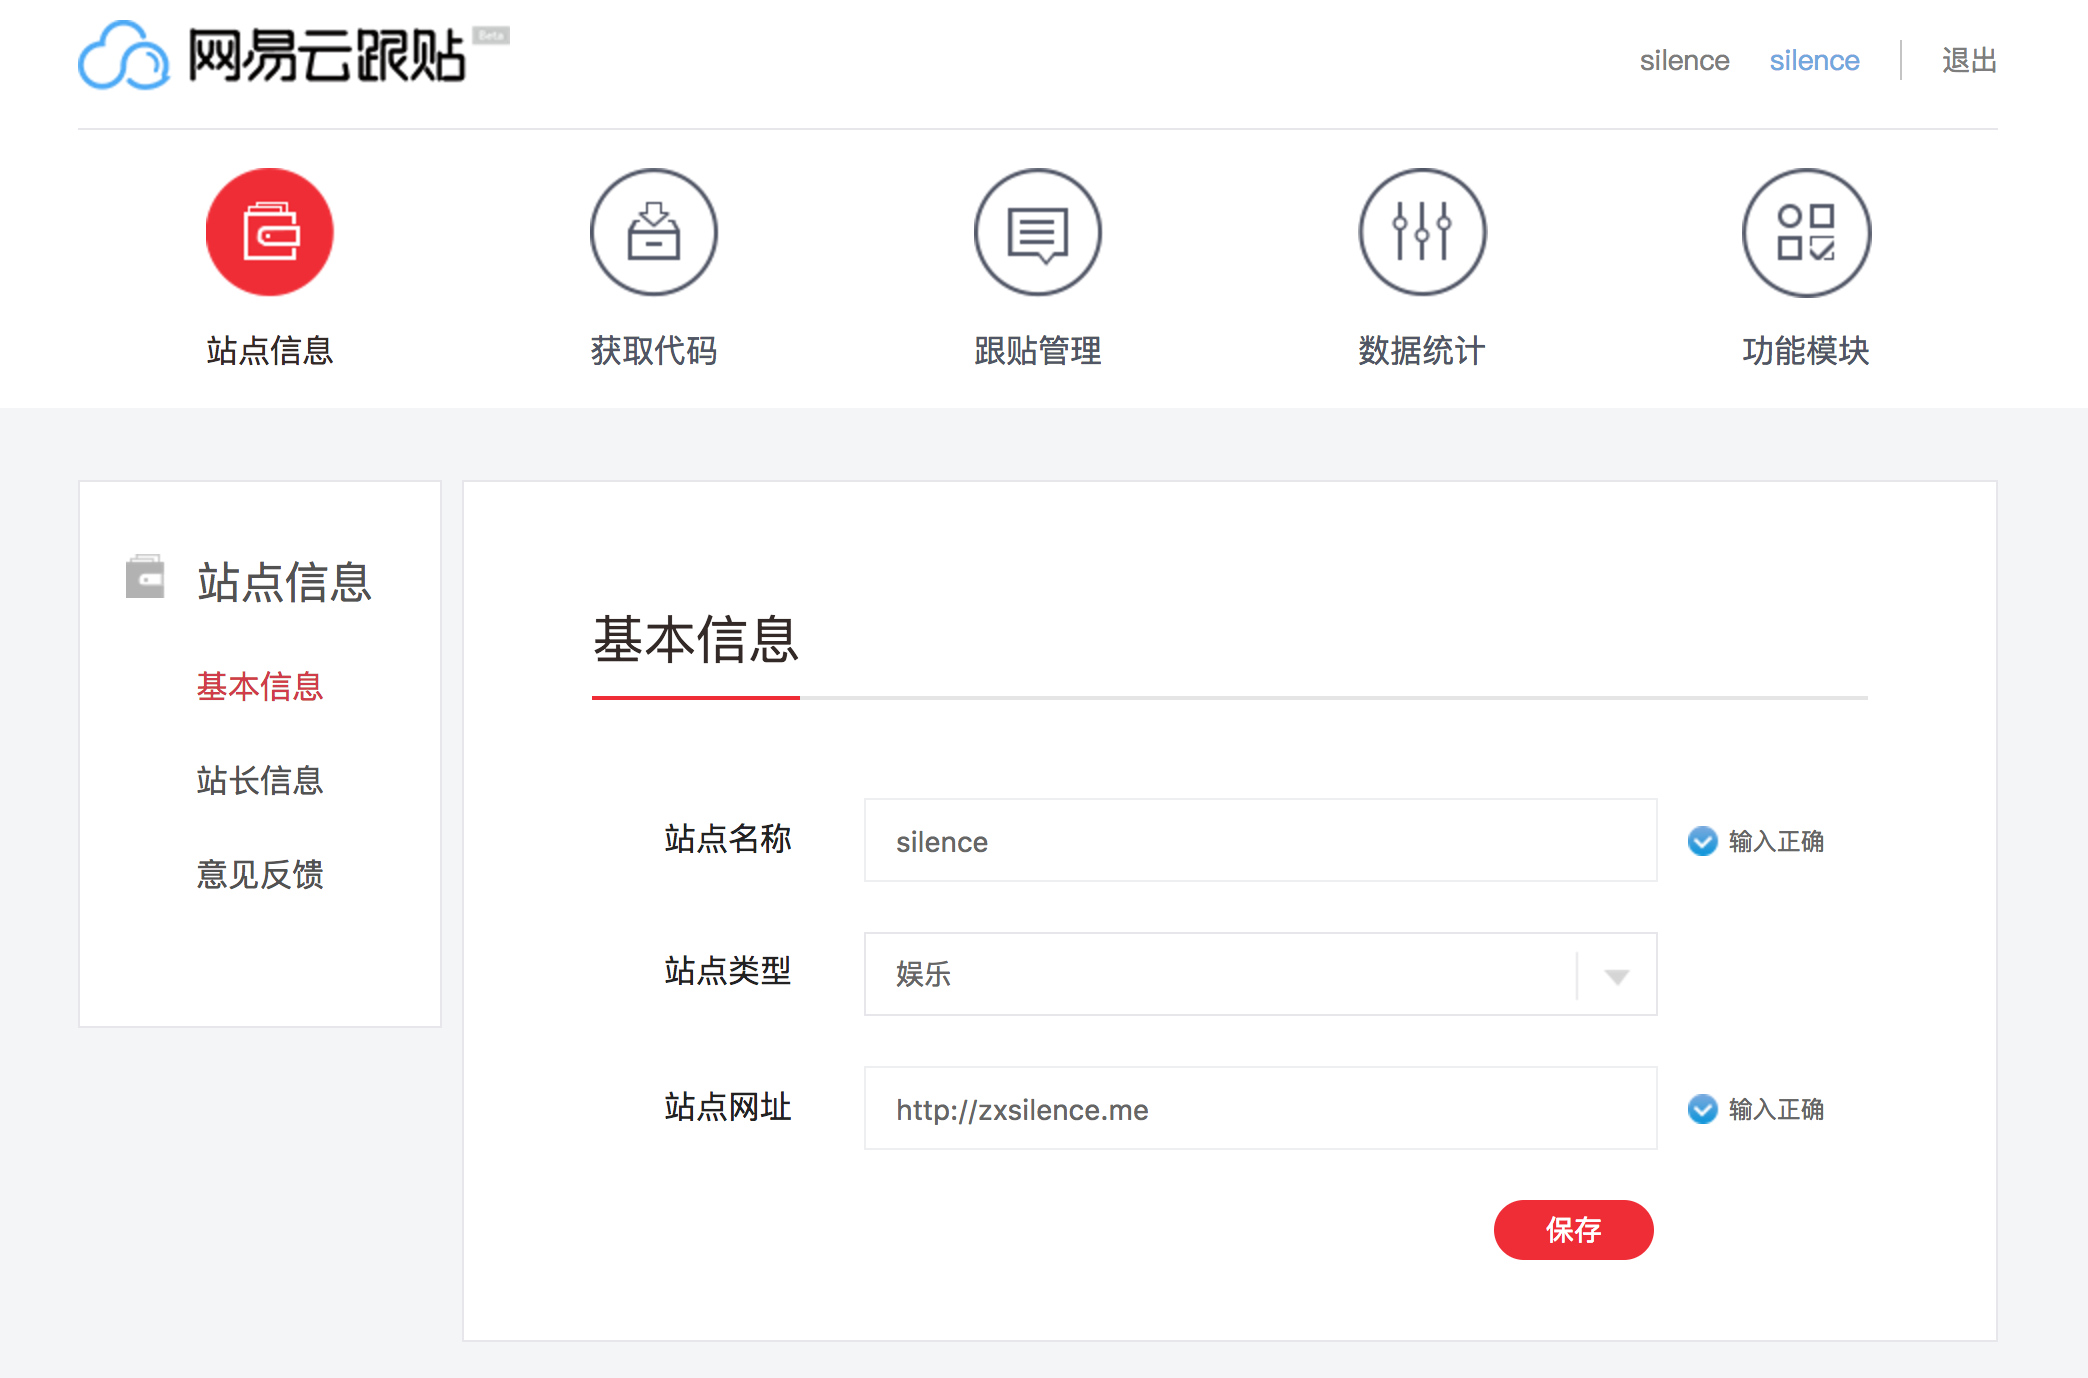 网易云跟贴 Beta
silence silence 退出
站点信息 获取代码 跟贴管理 数据统计 功能模块
站点信息
基本信息
站长信息
意见反馈
基本信息
站点名称 silence 输入正确
站点类型 娱乐
站点网址 http://zxsilence.me 输入正确
保存